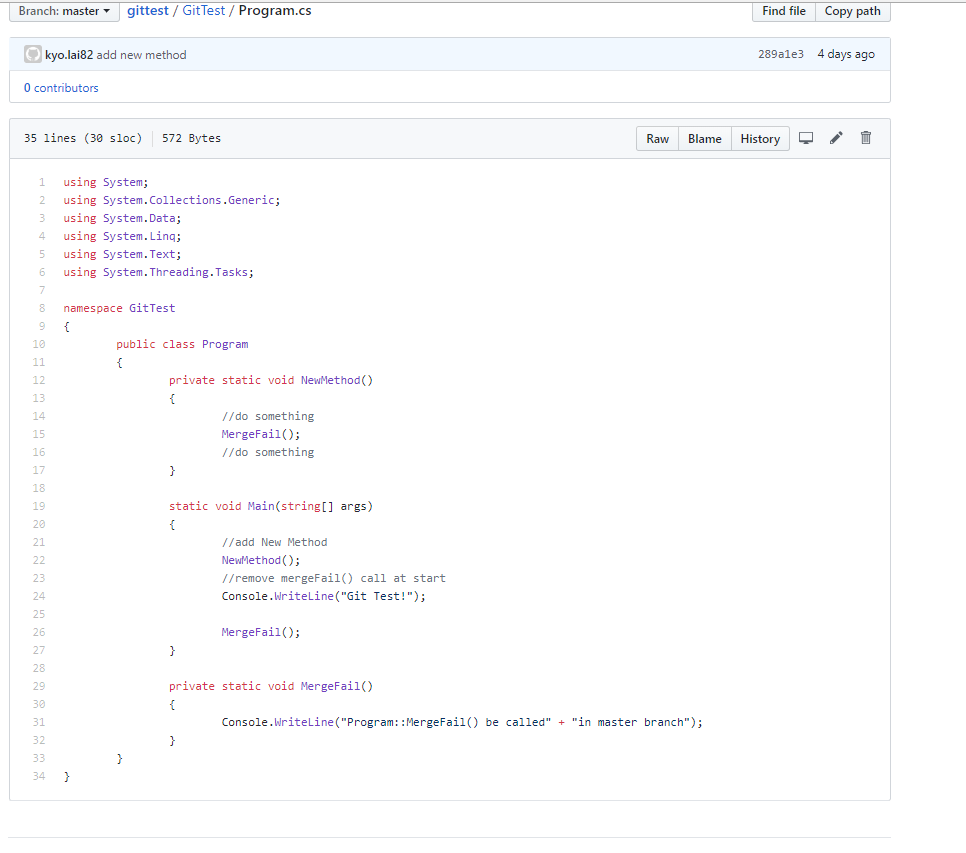 Branch: master gittest / GitTest / Program.cs Find file Copy path
kyo.lai82 add new method 289a1e3 4 days ago
0 contributors
35 lines (30 sloc) 572 Bytes Raw Blame History
1 using System;
2 using System.Collections.Generic;
3 using System.Data;
4 using System.Linq;
5 using System.Text;
6 using System.Threading.Tasks;
7
8 namespace GitTest
9 {
10 public class Program
11 {
12 private static void NewMethod()
13 {
14 //do something
15 MergeFail();
16 //do something
17 }
18
19 static void Main(string[] args)
20 {
21 //add New Method
22 NewMethod();
23 //remove mergeFail() call at start
24 Console.WriteLine("Git Test!");
25
26 MergeFail();
27 }
28
29 private static void MergeFail()
30 {
31 Console.WriteLine("Program::MergeFail() be called" + "in master branch");
32 }
33 }
34 }